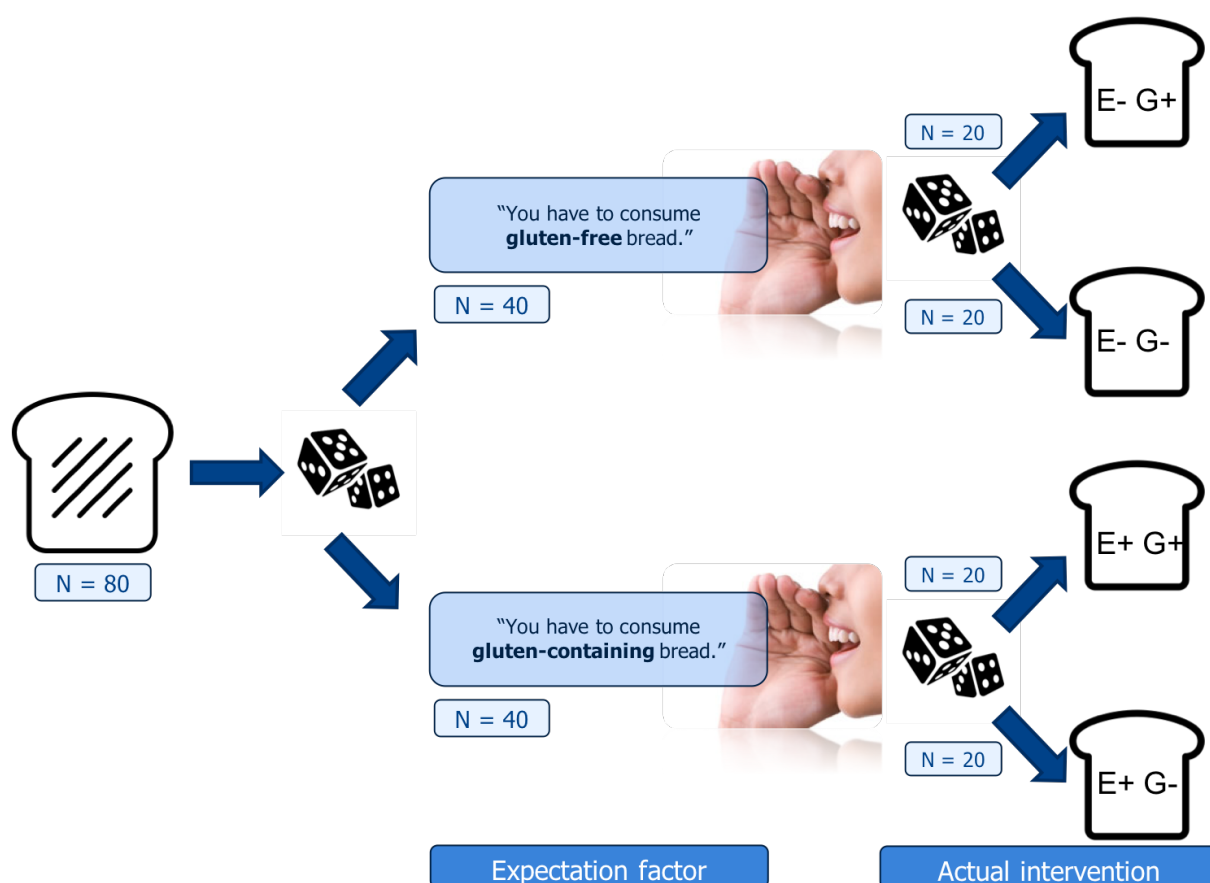 E- G+
N = 20
"You have to consume
gluten-free bread."
N = 40
N = 20
E- G-
N = 80
E+ G+
N = 20
"You have to consume
gluten-containing bread."
N = 40
N = 20
E+ G-
Expectation factor
Actual intervention